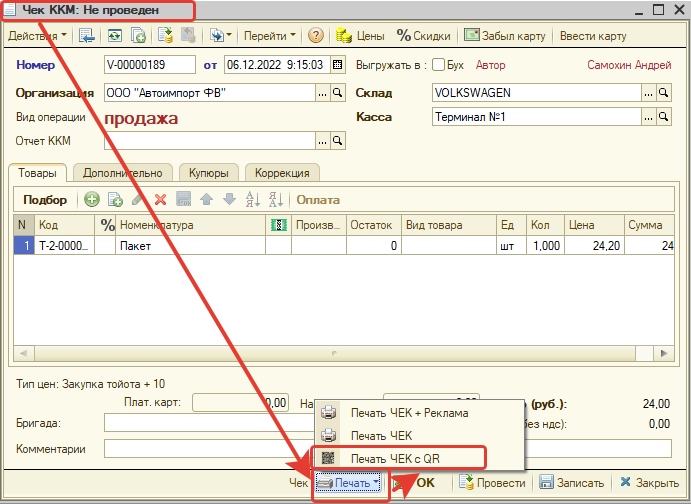 Чек ККМ: Не проведен
Действия Перейти Цены % Скидки Забыл карту Ввести карту
Номер V-00000189 от 06.12.2022 9:15:03 Выгружать в : Бух Автор Самохин Андрей
Организация ООО "Автоимпорт ФВ" ... Склад VOLKSWAGEN ...
Вид операции продажа Касса Терминал №1 ...
Отчет ККМ ...
Товары Дополнительно Купюры Коррекция
Подбор Оплата
N Код % Номенклатура Произв... Остаток Вид товара Ед Кол Цена Сумма
1 Т-2-0000... Пакет 0 шт 1,000 24,20 24
Тип цен: Закупка тойота + 10
Плат. карт: 0,00 На (руб.): 24,00
Бригада: без ндс): 0,00
Комментарии
Печать ЧЕК + Реклама
Печать ЧЕК
Печать ЧЕК с QR
Чек Печать OK Провести Записать Закрыть